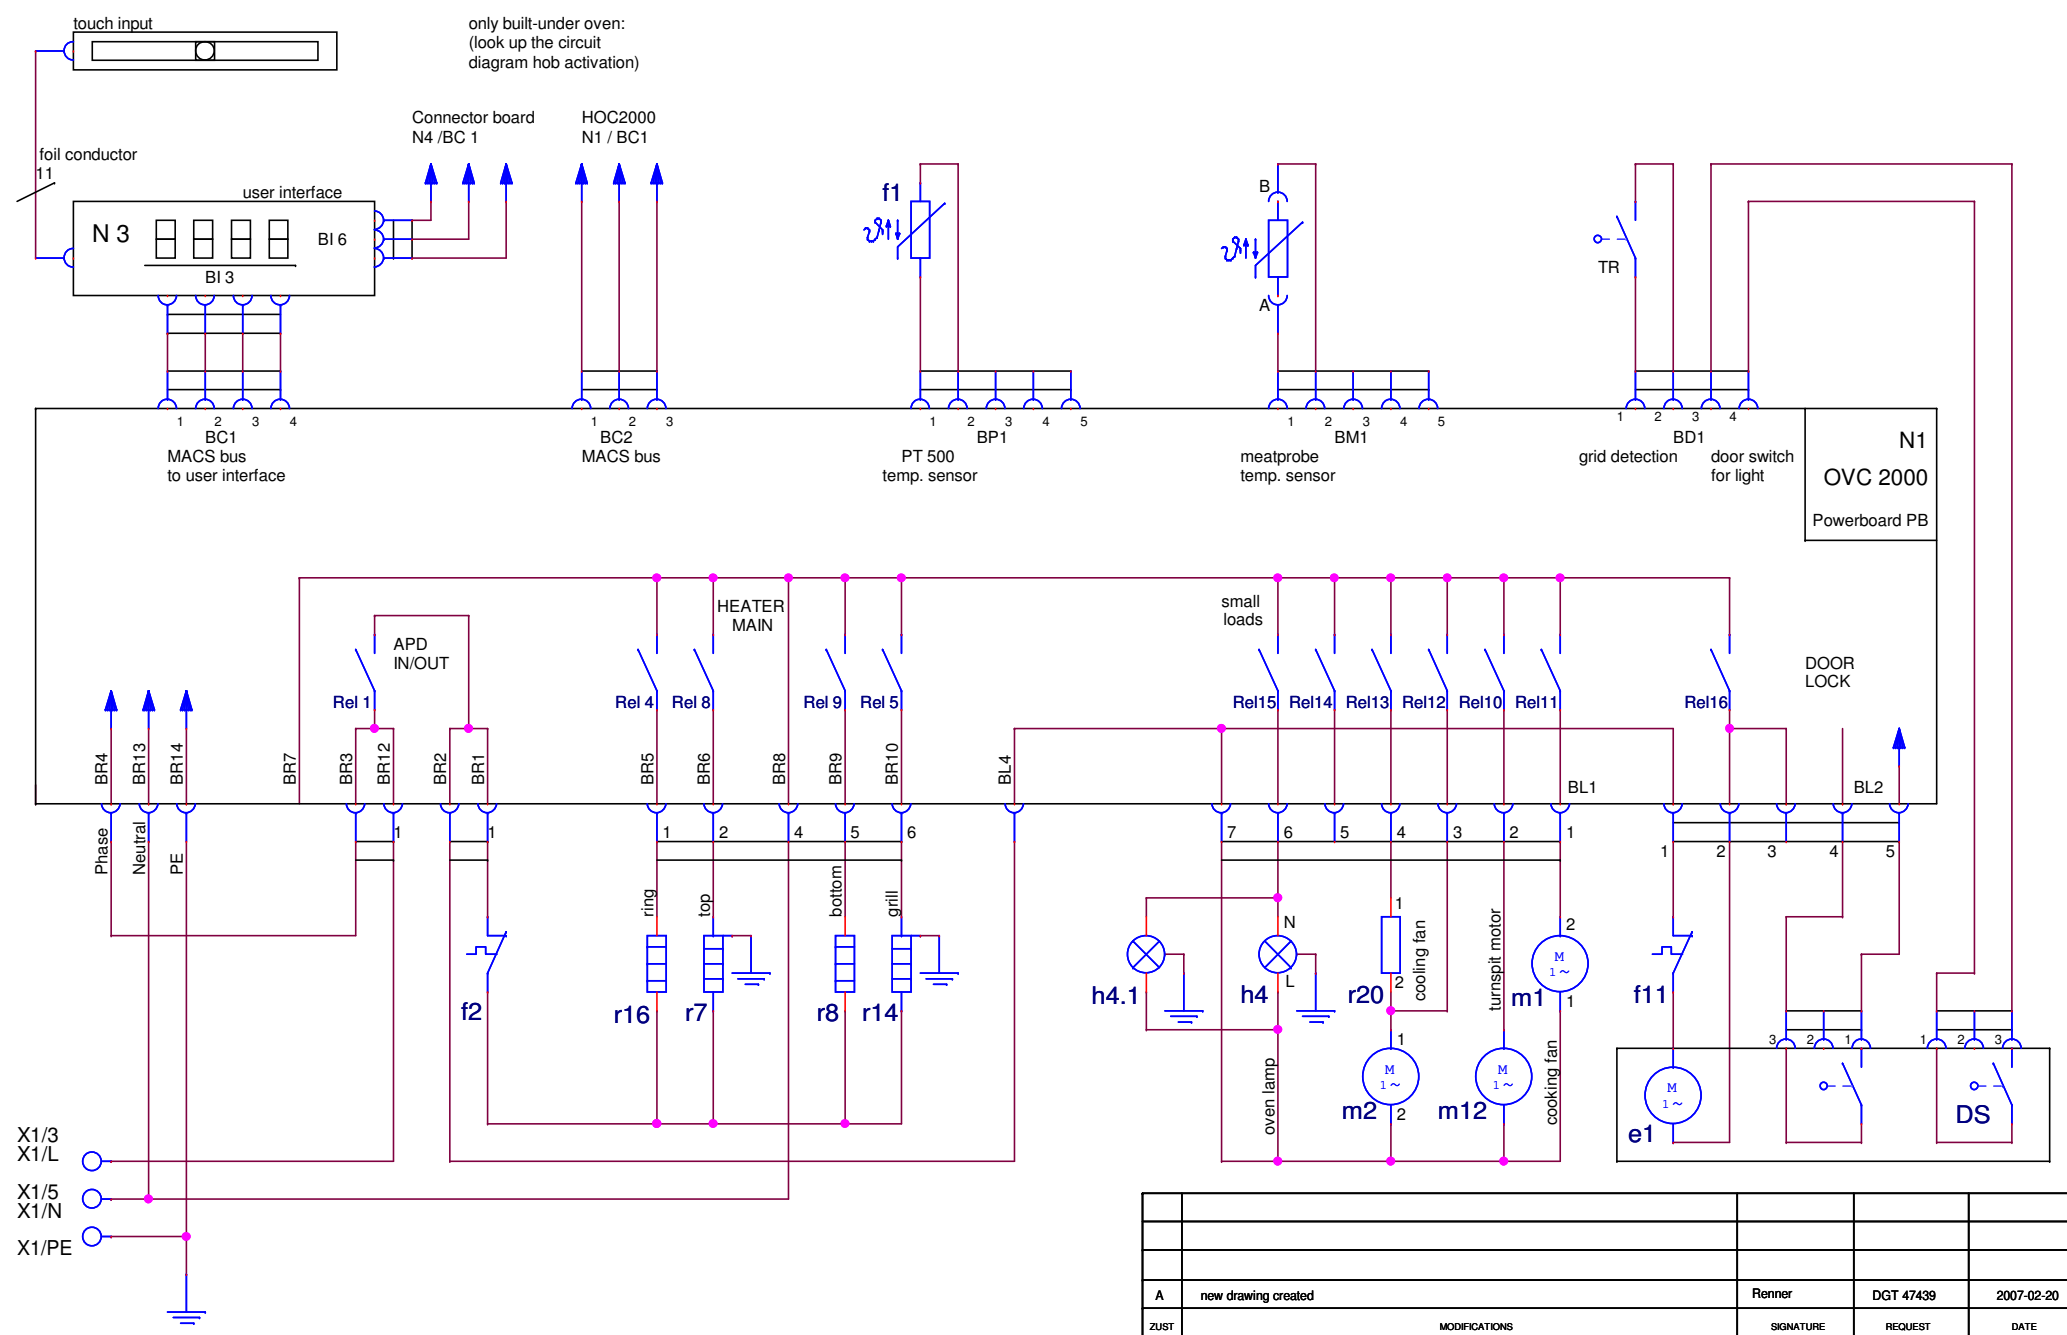 touch input
only built-under oven:
(look up the circuit
diagram hob activation)
Connector board
N4 /BC 1
HOC2000
N1 / BC1
foil conductor
11
user interface
N 3
BI 6
BI 3
f1
B
A
TR
1 2 3 4
BC1
MACS bus
to user interface
1 2 3
BC2
MACS bus
1 2 3 4 5
BP1
PT 500
temp. sensor
1 2 3 4 5
BM1
meatprobe
temp. sensor
1 2 3 4
BD1
grid detection
door switch
for light
N1
OVC 2000
Powerboard PB
HEATER
MAIN
small
loads
APD
IN/OUT
DOOR
LOCK
Rel 1
Rel 4
Rel 8
Rel 9
Rel 5
Rel15
Rel14
Rel13
Rel12
Rel10
Rel11
Rel16
BR4
BR13
BR14
BR7
BR3
BR12
BR2
BR1
BR5
BR6
BR8
BR9
BR10
BL4
BL1
BL2
Phase
Neutral
PE
1
1
1 2 4 5 6
7 6 5 4 3 2 1
1 2 3 4 5
ring
top
bottom
grill
f2
r16
r7
r8
r14
h4.1
N
h4
L
oven lamp
1
r20
2
cooling fan
1
M
1~
m2
2
turnspit motor
M
1~
m12
2
M
1~
m1
1
cooking fan
f11
3 2 1
1 2 3
M
1~
e1
DS
X1/3
X1/L
X1/5
X1/N
X1/PE
A new drawing created Renner DGT 47439 2007-02-20
ZUST MODIFICATIONS SIGNATURE REQUEST DATE